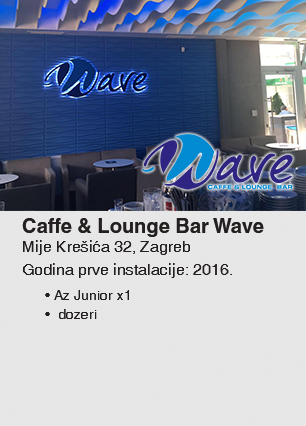 Wave
Wave
CAFFE & LOUNGE BAR
Caffe & Lounge Bar Wave
Mije Krešića 32, Zagreb
Godina prve instalacije: 2016.
• Az Junior x1
• dozeri